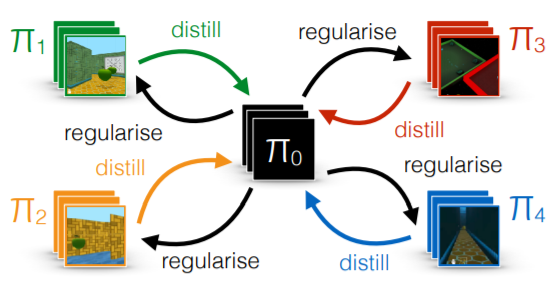 π1
distill
regularise
π3
regularise
distill
π0
π2
distill
regularise
regularise
π4
distill